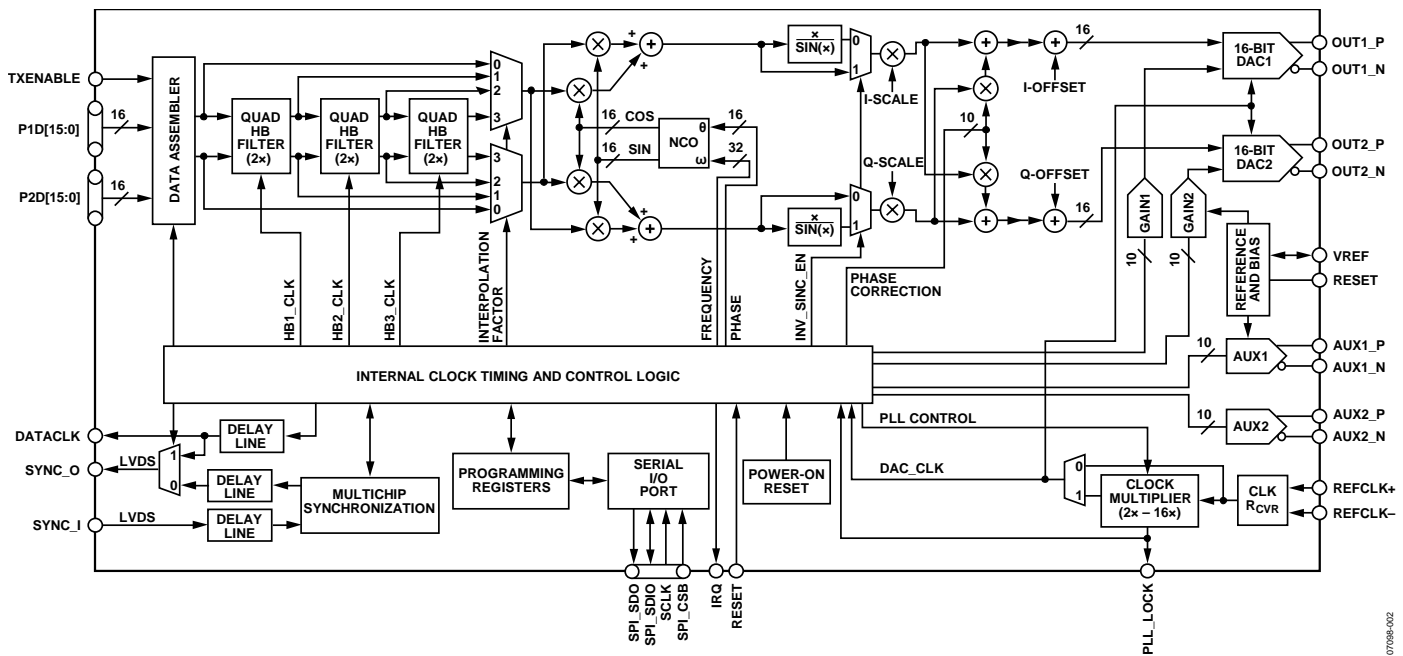 TXENABLE
P1D[15:0]
16
P2D[15:0]
16
DATA ASSEMBLER
QUAD
HB
FILTER
(2×)
QUAD
HB
FILTER
(2×)
QUAD
HB
FILTER
(2×)
0
1
2
3
3
2
1
0
HB1_CLK
HB2_CLK
HB3_CLK
INTERPOLATION
FACTOR
+
+
+
+
16
COS
16
SIN
NCO
θ
ω
16
32
FREQUENCY
PHASE
×
SIN(×)
0
1
×
SIN(×)
0
1
INV_SINC_EN
I-SCALE
Q-SCALE
10
PHASE
CORRECTION
I-OFFSET
Q-OFFSET
16
16
16-BIT
DAC1
16-BIT
DAC2
OUT1_P
OUT1_N
OUT2_P
OUT2_N
GAIN1
GAIN2
10
10
REFERENCE
AND BIAS
VREF
RESET
10
AUX1
AUX1_P
AUX1_N
10
AUX2
AUX2_P
AUX2_N
INTERNAL CLOCK TIMING AND CONTROL LOGIC
DATACLK
DELAY
LINE
SYNC_O
LVDS
1
0
DELAY
LINE
SYNC_I
LVDS
DELAY
LINE
MULTICHIP
SYNCHRONIZATION
PROGRAMMING
REGISTERS
SERIAL
I/O
PORT
POWER-ON
RESET
PLL CONTROL
DAC_CLK
0
1
CLOCK
MULTIPLIER
(2× – 16×)
CLK
RCVR
REFCLK+
REFCLK–
SPI_SDO
SPI_SDIO
SCLK
SPI_CSB
IRQ
RESET
PLL_LOCK
07098-002